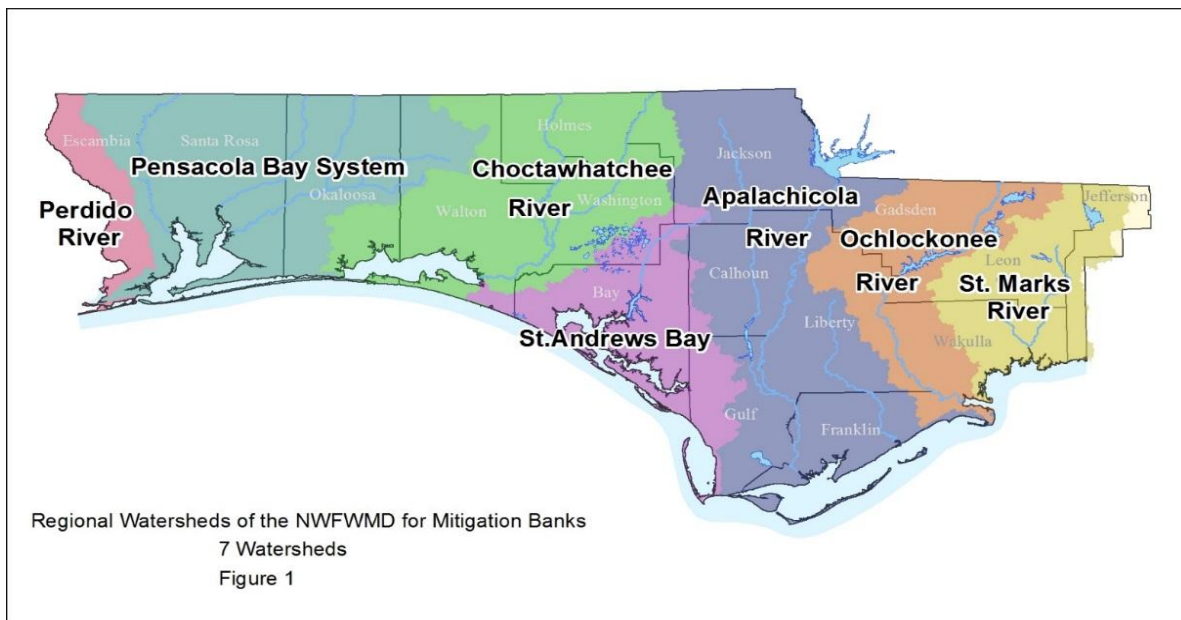 Escambia
Santa Rosa
Holmes
Jackson
Jefferson
Pensacola Bay System
Choctawhatchee
River
Okaloosa
Walton
Washington
Apalachicola
River
Gadsden
Perdido
River
Ochlockonee
River
Leon
Calhoun
St. Marks
River
Bay
Liberty
St.Andrews Bay
Wakulla
Gulf
Franklin
Regional Watersheds of the NWFWMD for Mitigation Banks
7 Watersheds
Figure 1